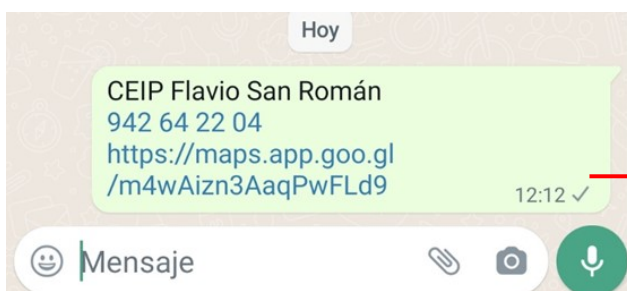 Hoy
CEIP Flavio San Román
942 64 22 04
https://maps.app.goo.gl
/m4wAizn3AaqPwFLd9
12:12
Mensaje